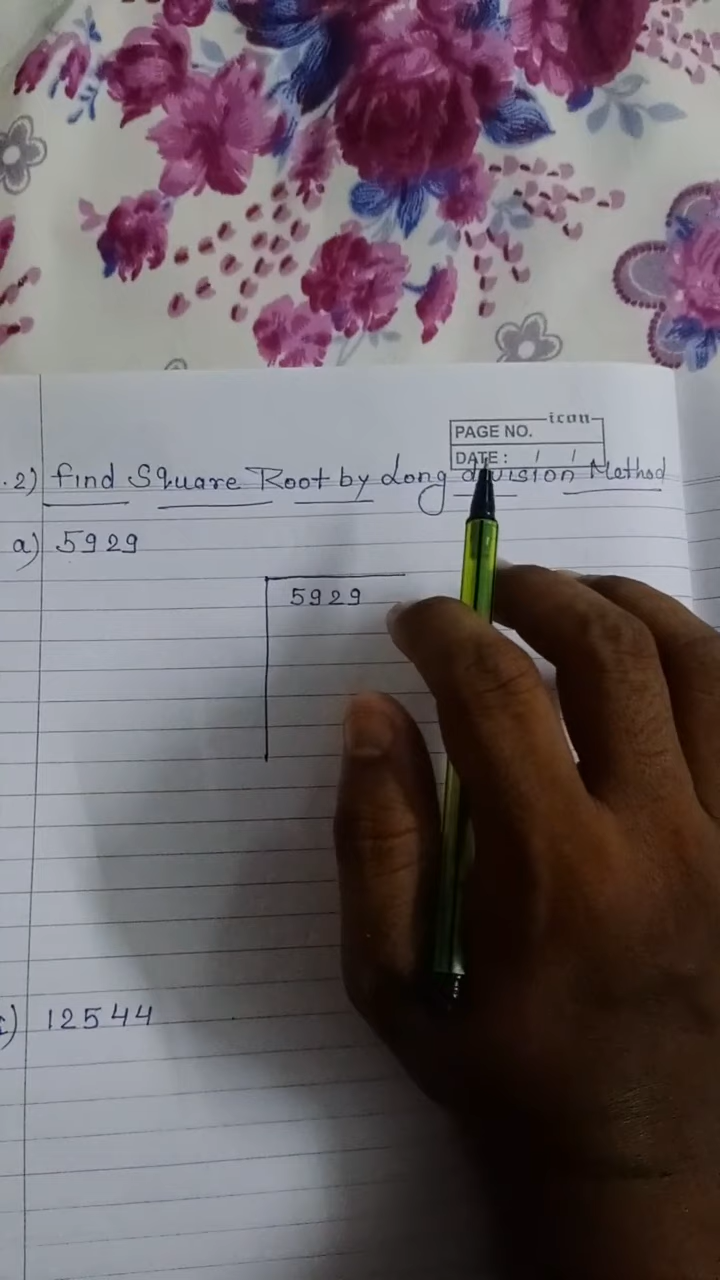 icon
PAGE NO.
DATE: / /
.2) find Square Root by Long division Method
a) 5929
5929
) 12544